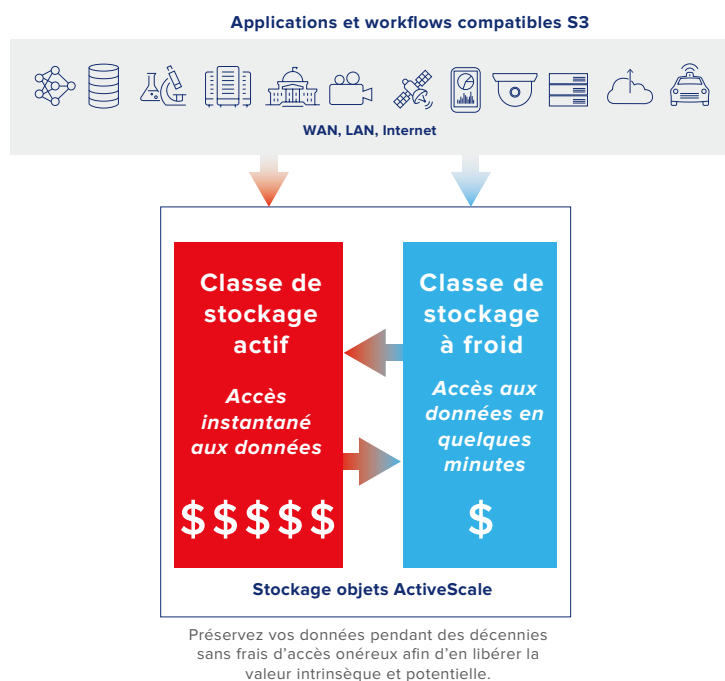 Applications et workflows compatibles S3
WAN, LAN, Internet
Classe de
stockage
actif
Accès
instantané
aux données
$$$$$
Classe de
stockage
à froid
Accès aux
données en
quelques
minutes
$
Stockage objets ActiveScale
Préservez vos données pendant des décennies
sans frais d’accès onéreux afin d’en libérer la
valeur intrinsèque et potentielle.